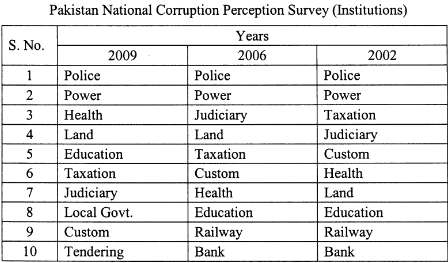 Pakistan National Corruption Perception Survey (Institutions)
S. No. Years
2009 2006 2002
1 Police Police Police
2 Power Power Power
3 Health Judiciary Taxation
4 Land Land Judiciary
5 Education Taxation Custom
6 Taxation Custom Health
7 Judiciary Health Land
8 Local Govt. Education Education
9 Custom Railway Railway
10 Tendering Bank Bank